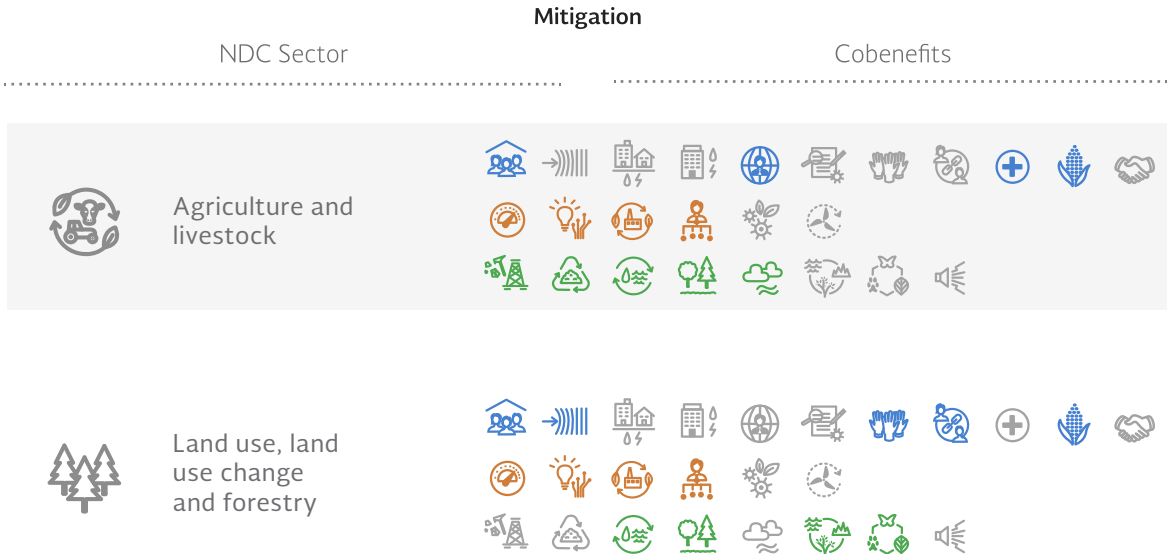 Mitigation
NDC Sector
Cobenefits
Agriculture and
livestock
Land use, land
use change
and forestry